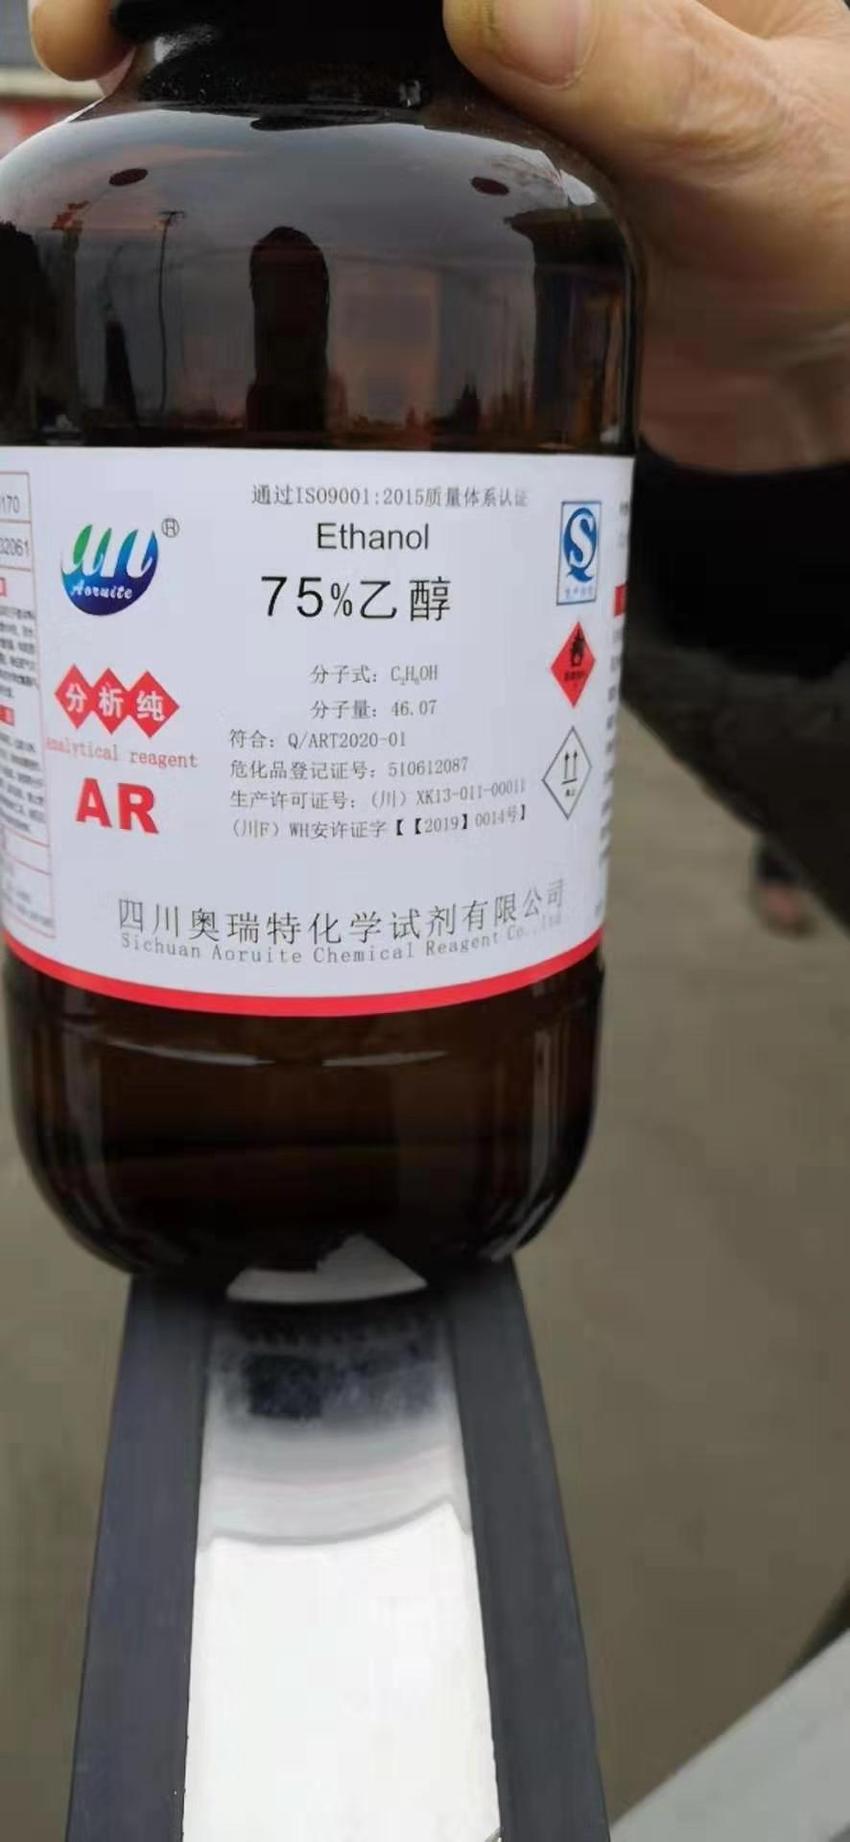 170
32061
®
Aoruite
通过ISO9001:2015质量体系认证
Ethanol
75%乙醇
分析纯
Analytical reagent
AR
分子式: C₂H₅OH
分子量: 46.07
符合: Q/ART2020-01
危化品登记证号: 510612087
生产许可证号:(川)XK13-011-00011
(川F)WH安许证字【【2019】0014号】
四川奥瑞特化学试剂有限公司
Sichuan Aoruite Chemical Reagent Co.,Ltd